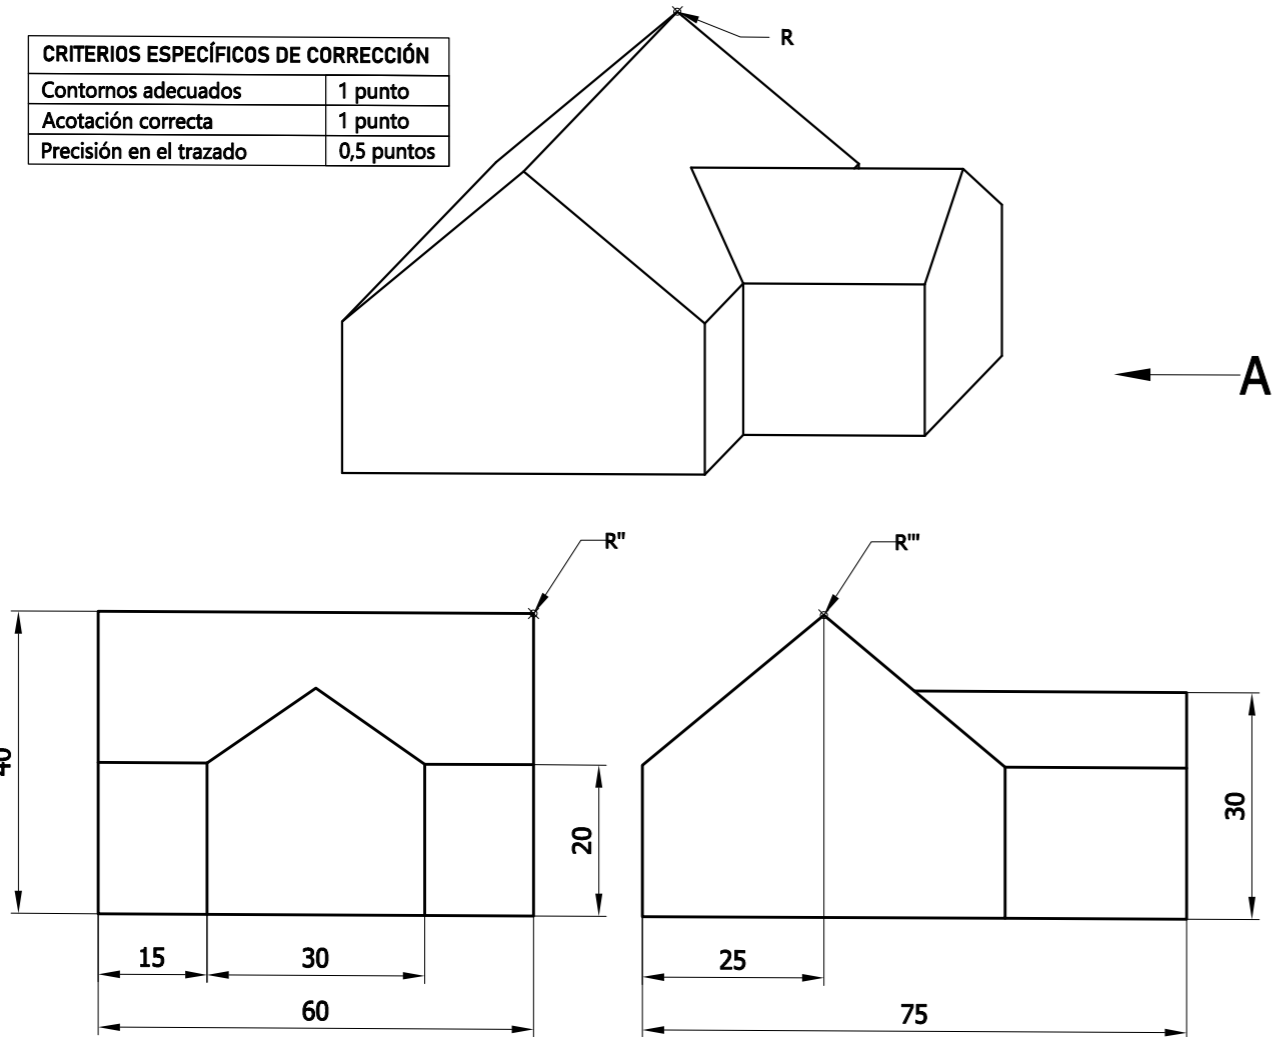 CRITERIOS ESPECÍFICOS DE CORRECCIÓN
Contornos adecuados 1 punto
Acotación correcta 1 punto
Precisión en el trazado 0,5 puntos
R
A
R"
R'"
40
20
30
15
30
25
60
75